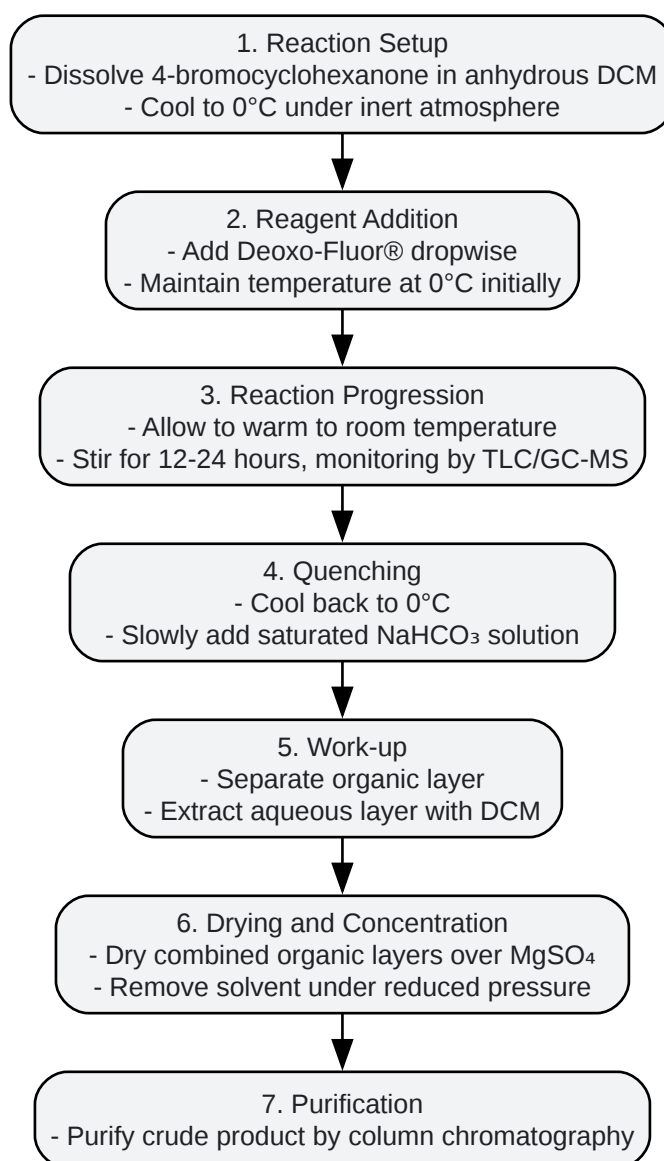 1. Reaction Setup
- Dissolve 4-bromocyclohexanone in anhydrous DCM
- Cool to 0°C under inert atmosphere
2. Reagent Addition
- Add Deoxo-Fluor® dropwise
- Maintain temperature at 0°C initially
3. Reaction Progression
- Allow to warm to room temperature
- Stir for 12-24 hours, monitoring by TLC/GC-MS
4. Quenching
- Cool back to 0°C
- Slowly add saturated NaHCO₃ solution
5. Work-up
- Separate organic layer
- Extract aqueous layer with DCM
6. Drying and Concentration
- Dry combined organic layers over MgSO₄
- Remove solvent under reduced pressure
7. Purification
- Purify crude product by column chromatography